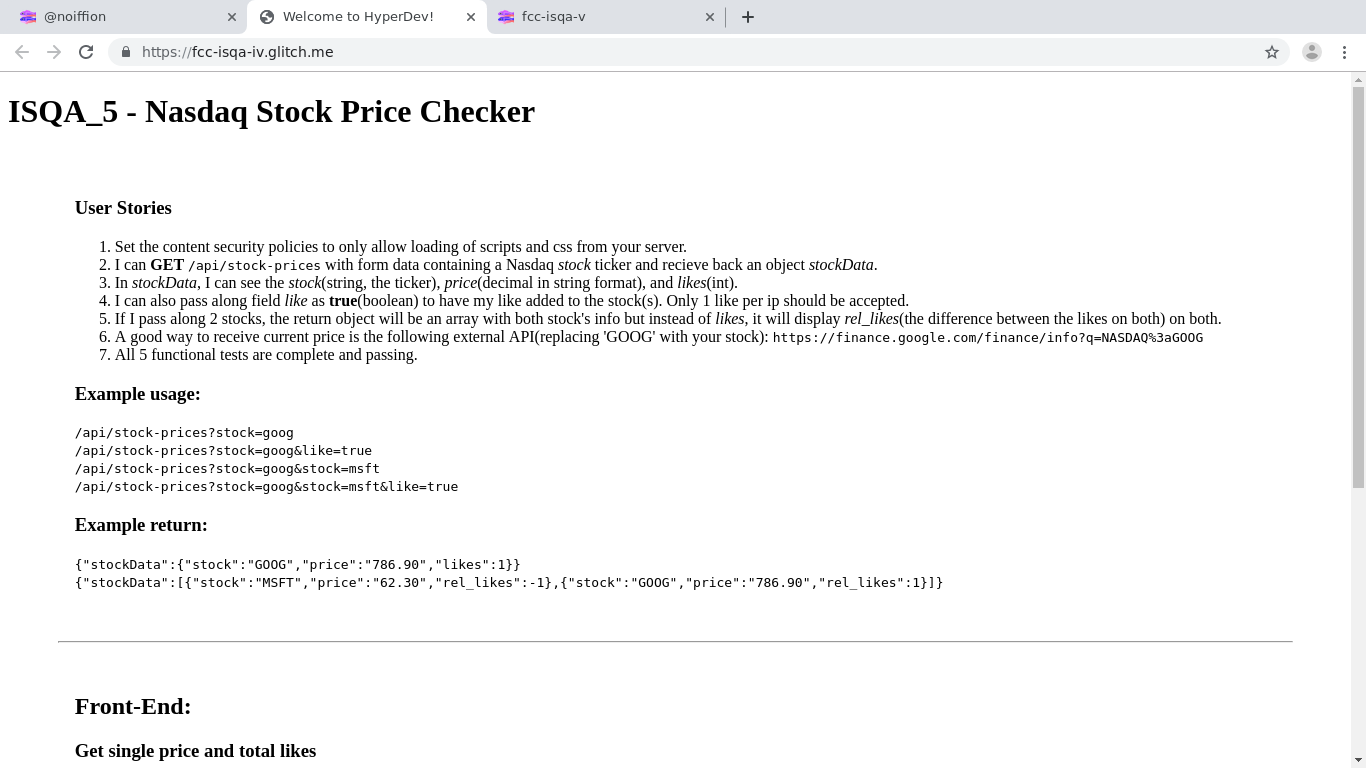 @noiffion
Welcome to HyperDev!
fcc-isqa-v
https://fcc-isqa-iv.glitch.me
ISQA_5 - Nasdaq Stock Price Checker
User Stories
1. Set the content security policies to only allow loading of scripts and css from your server.
2. I can GET /api/stock-prices with form data containing a Nasdaq stock ticker and recieve back an object stockData.
3. In stockData, I can see the stock(string, the ticker), price(decimal in string format), and likes(int).
4. I can also pass along field like as true(boolean) to have my like added to the stock(s). Only 1 like per ip should be accepted.
5. If I pass along 2 stocks, the return object will be an array with both stock's info but instead of likes, it will display rel_likes(the difference between the likes on both) on both.
6. A good way to receive current price is the following external API(replacing 'GOOG' with your stock): https://finance.google.com/finance/info?q=NASDAQ%3aGOOG
7. All 5 functional tests are complete and passing.
Example usage:
/api/stock-prices?stock=goog
/api/stock-prices?stock=goog&like=true
/api/stock-prices?stock=goog&stock=msft
/api/stock-prices?stock=goog&stock=msft&like=true
Example return:
{"stockData":{"stock":"GOOG","price":"786.90","likes":1}}
{"stockData":[{"stock":"MSFT","price":"62.30","rel_likes":-1},{"stock":"GOOG","price":"786.90","rel_likes":1}]}
Front-End:
Get single price and total likes